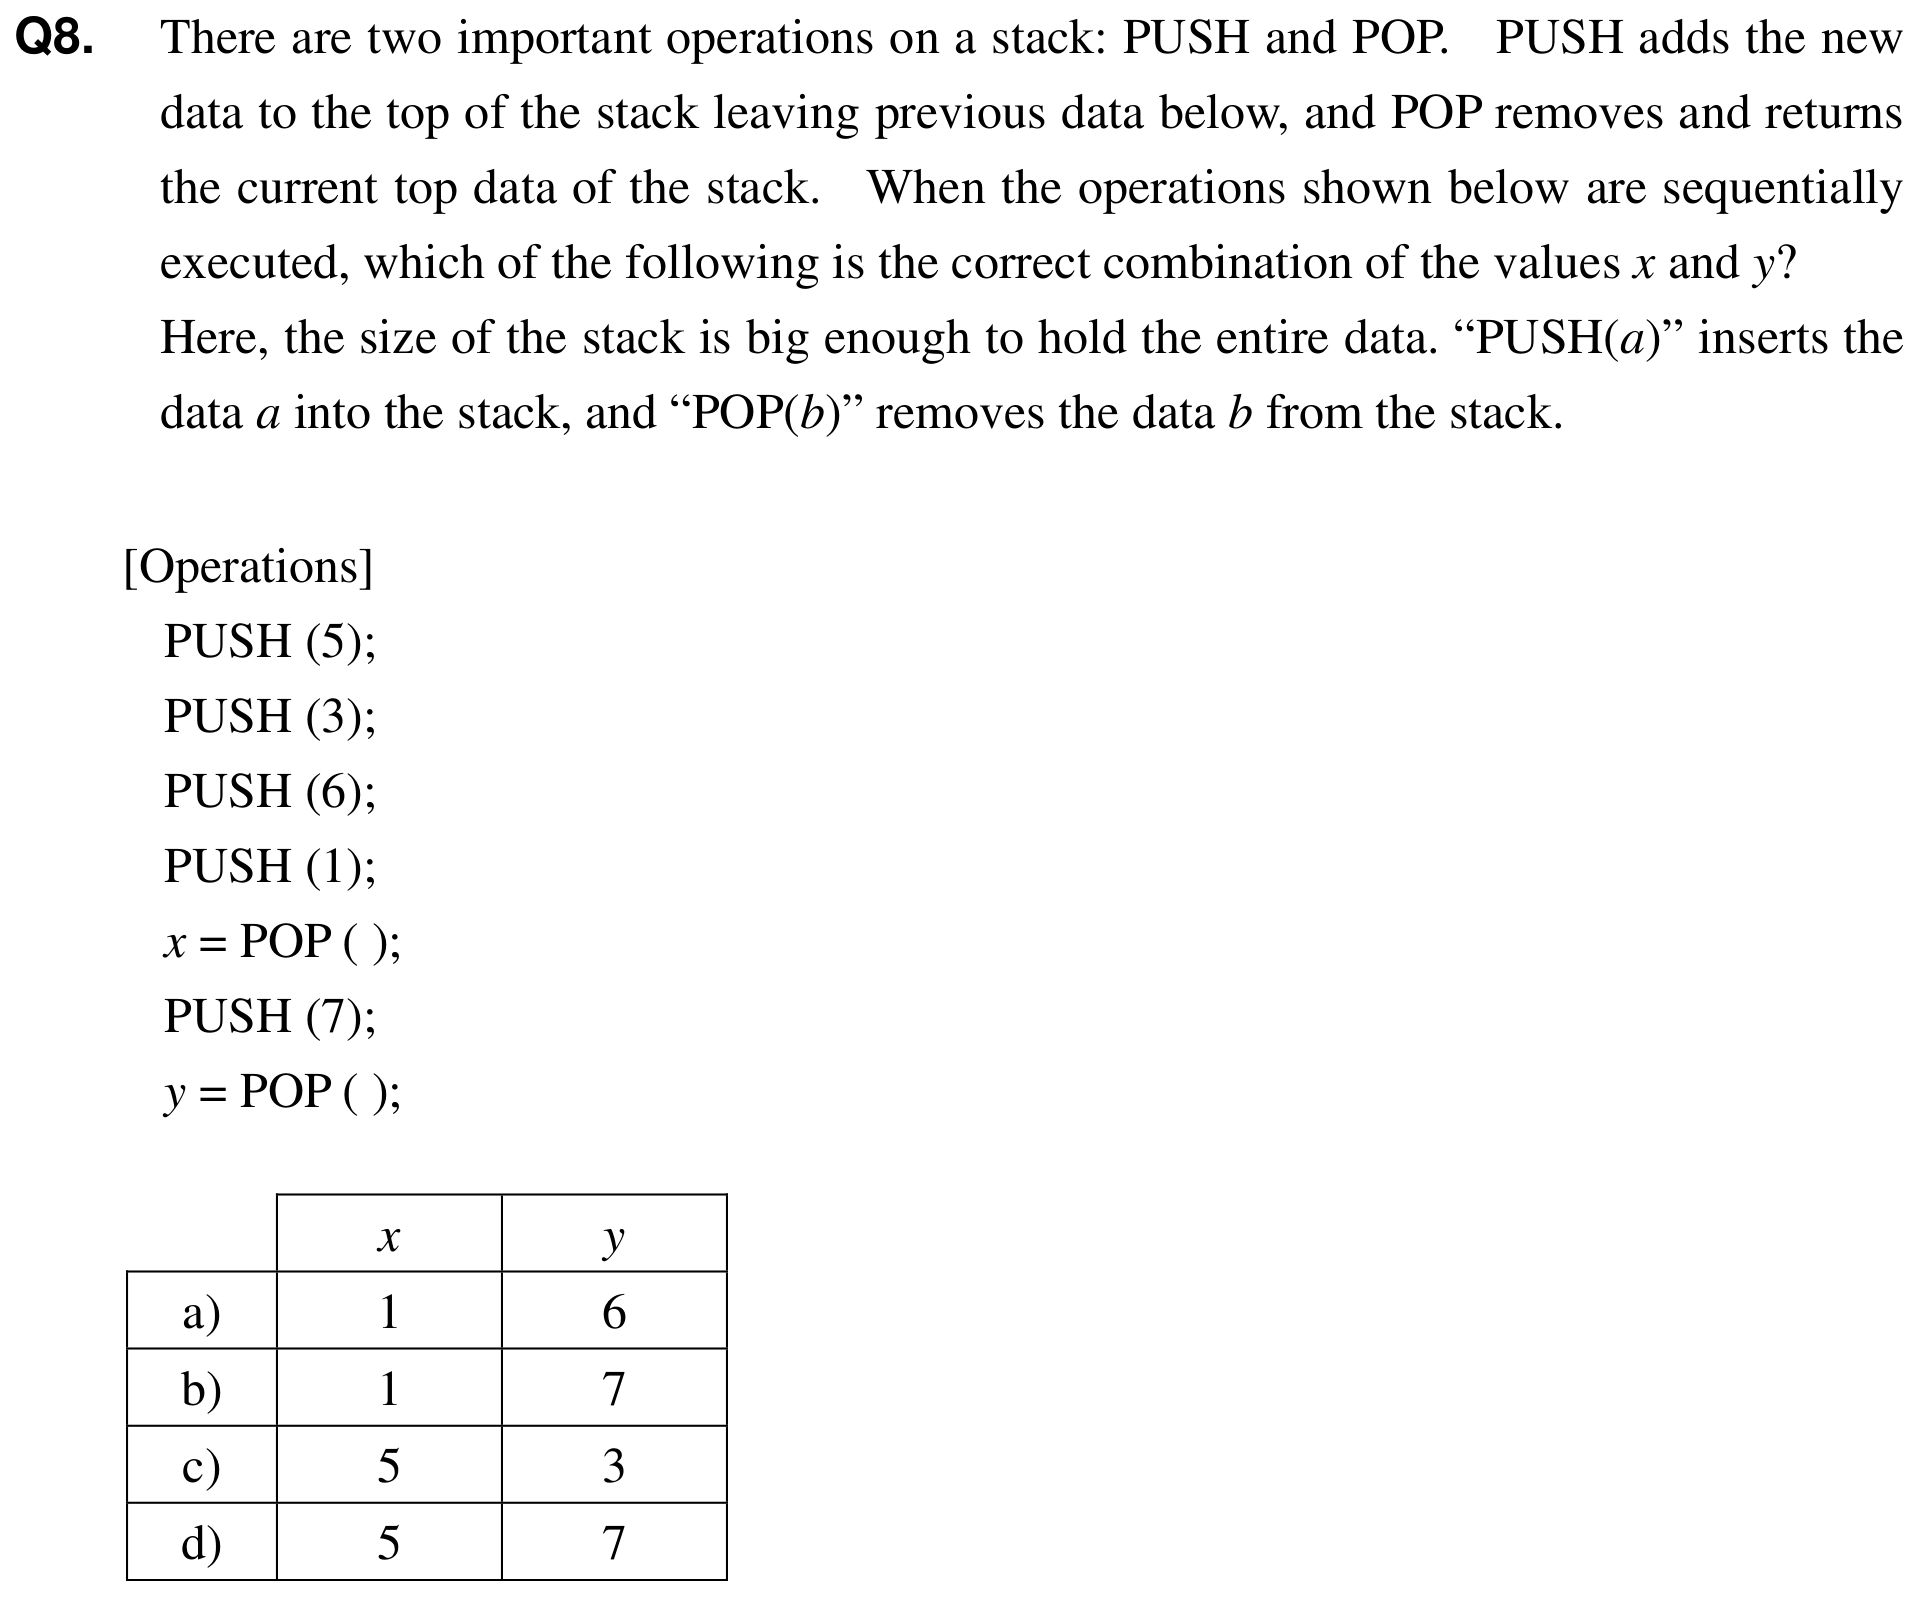 Q8. There are two important operations on a stack: PUSH and POP. PUSH adds the new
data to the top of the stack leaving previous data below, and POP removes and returns
the current top data of the stack. When the operations shown below are sequentially
executed, which of the following is the correct combination of the values x and y?
Here, the size of the stack is big enough to hold the entire data. “PUSH(a)” inserts the
data a into the stack, and “POP(b)” removes the data b from the stack.
[Operations]
PUSH (5);
PUSH (3);
PUSH (6);
PUSH (1);
x = POP ( );
PUSH (7);
y = POP ( );
x y
a) 1 6
b) 1 7
c) 5 3
d) 5 7